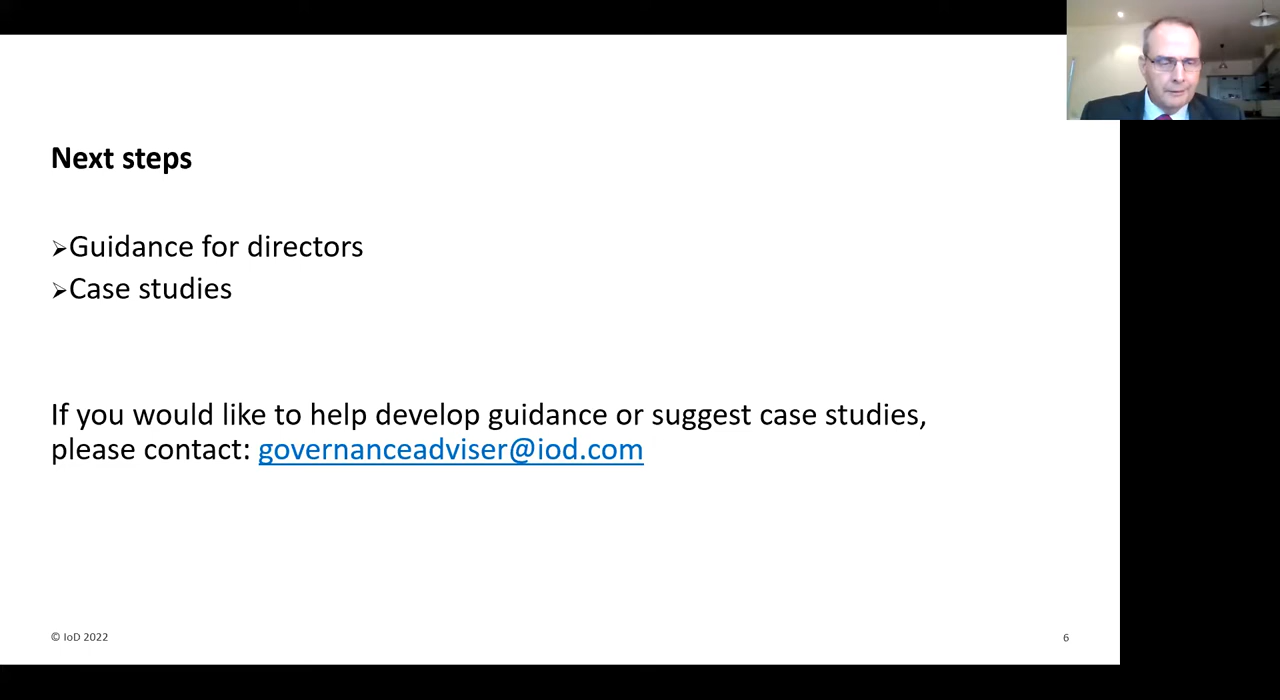 Next steps
➢Guidance for directors
➢Case studies
If you would like to help develop guidance or suggest case studies,
please contact: governanceadviser@iod.com
© IoD 2022
6